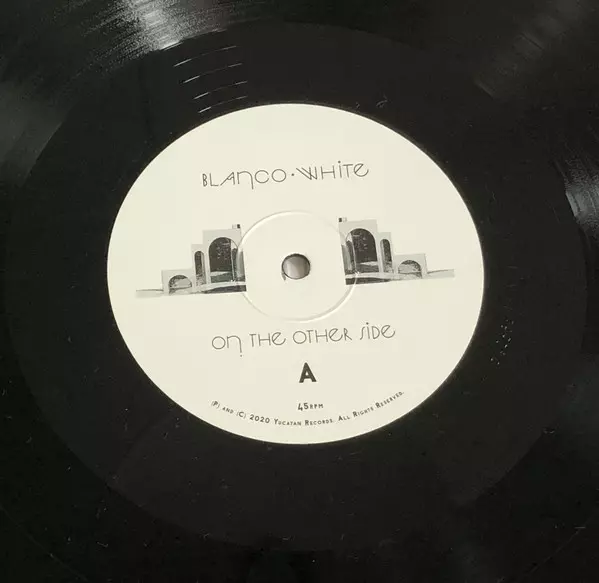 BLANCO · WHITE
ON THE OTHER SIDE
A
45RPM
(P) AND (C) 2020 YUCATAN RECORDS. ALL RIGHTS RESERVED.